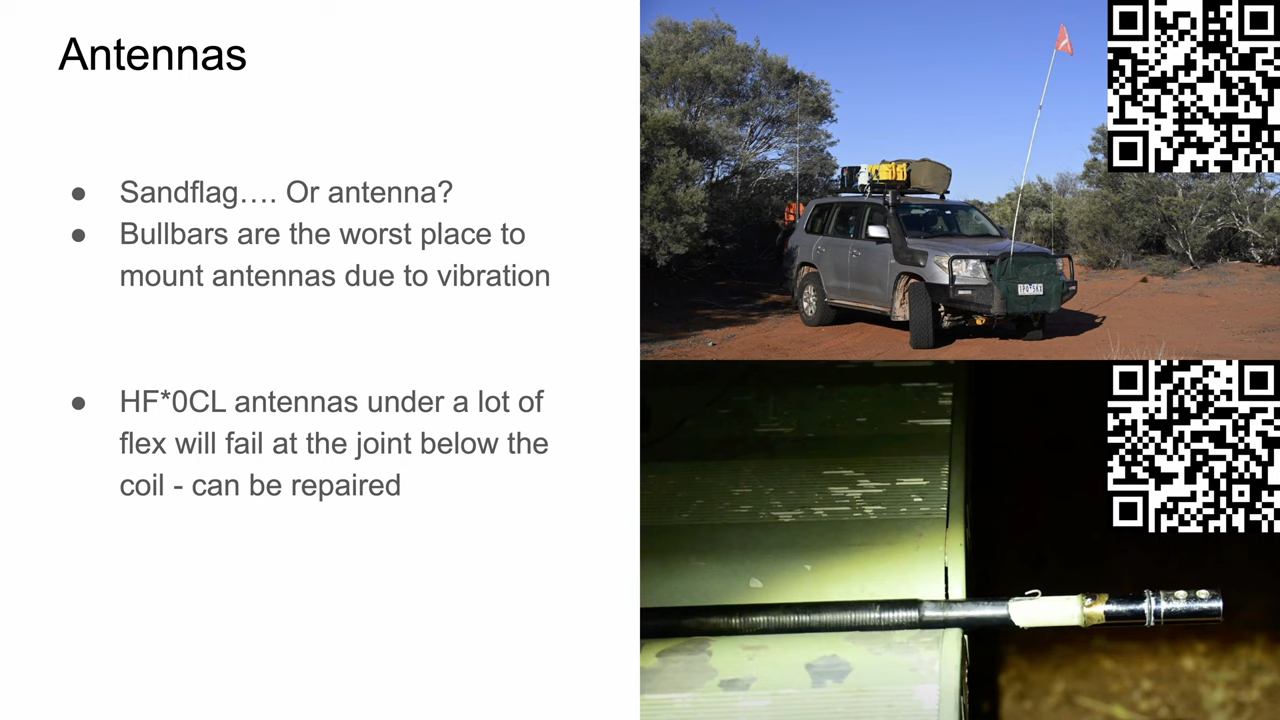 Antennas
● Sandflag…. Or antenna?
● Bullbars are the worst place to
mount antennas due to vibration
● HF*0CL antennas under a lot of
flex will fail at the joint below the
coil - can be repaired